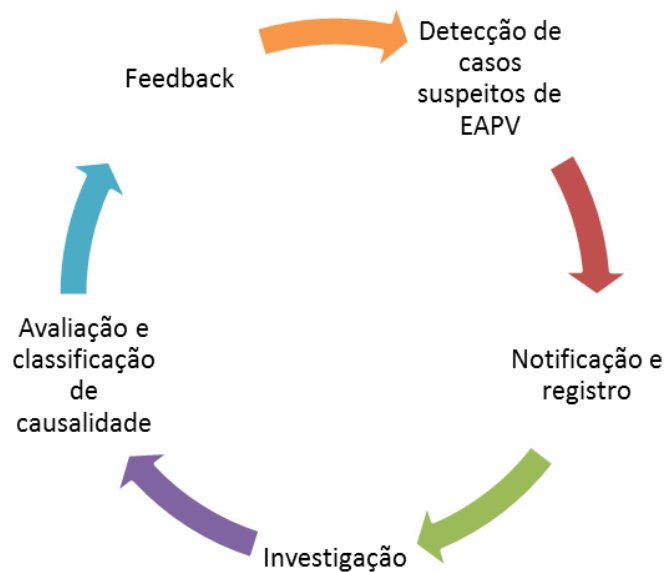 Detecção de
casos
suspeitos de
EAPV
Notificação e
registro
Investigação
Avaliação e
classificação
de
causalidade
Feedback